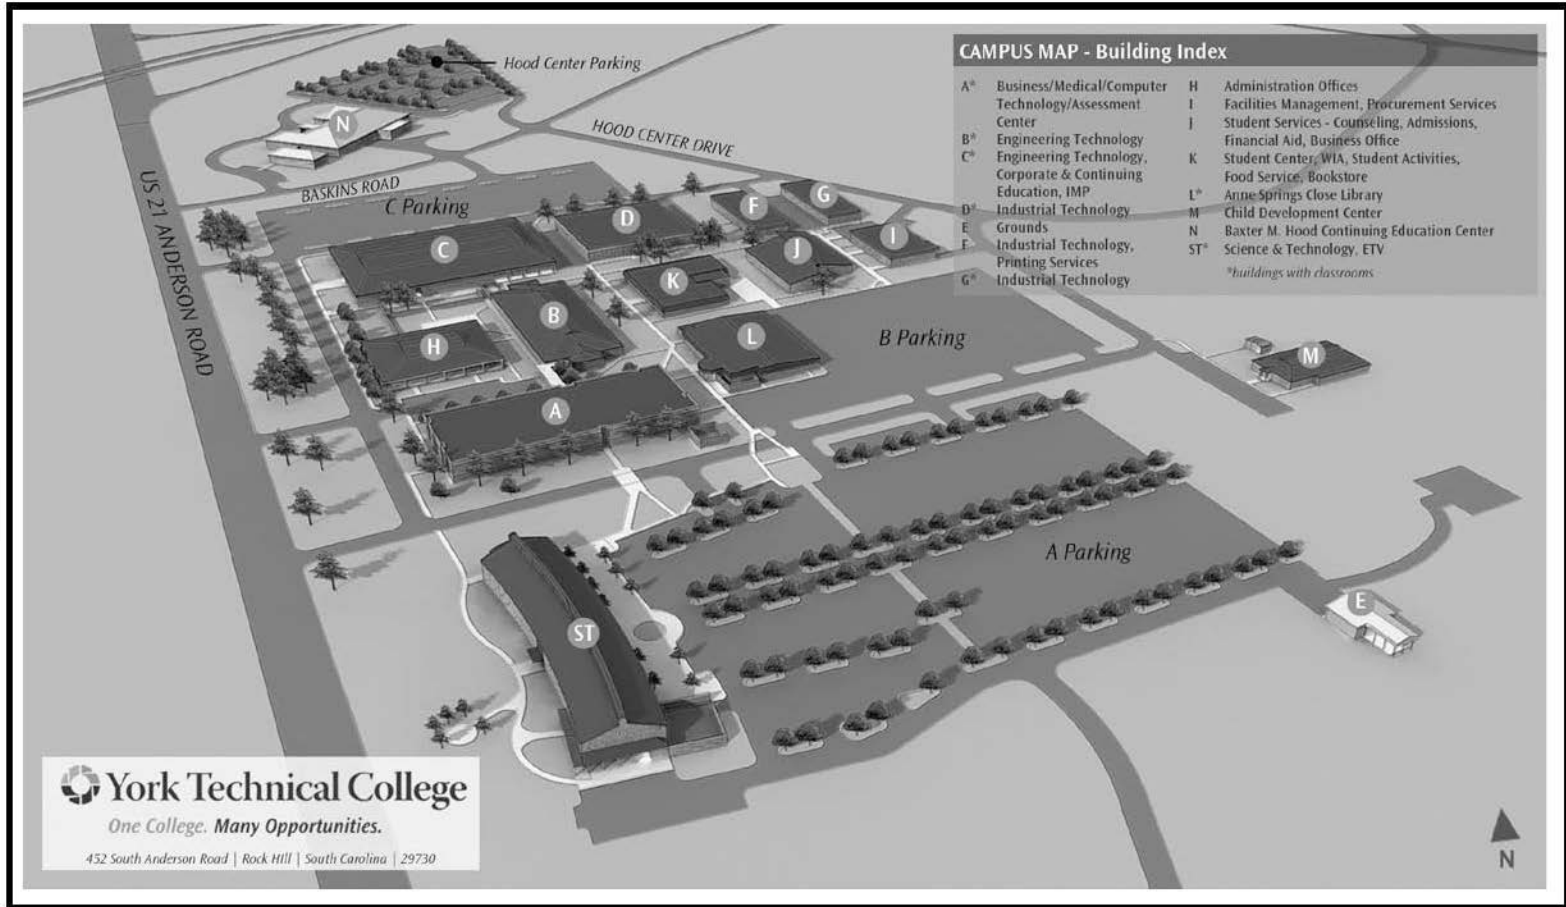 Hood Center Parking
N
HOOD CENTER DRIVE
BASKINS ROAD
US 21 ANDERSON ROAD
C Parking
G
F
D
I
J
C
K
B
L
H
A
B Parking
M
A Parking
E
ST
CAMPUS MAP - Building Index
A* Business/Medical/Computer
Technology/Assessment
Center
B* Engineering Technology
C* Engineering Technology,
Corporate & Continuing
Education, IMP
D* Industrial Technology
E Grounds
F Industrial Technology,
Printing Services
G* Industrial Technology
H Administration Offices
I Facilities Management, Procurement Services
J Student Services - Counseling, Admissions,
Financial Aid, Business Office
K Student Center, WIA, Student Activities,
Food Service, Bookstore
L* Anne Springs Close Library
M Child Development Center
N Baxter M. Hood Continuing Education Center
ST* Science & Technology, ETV
*buildings with classrooms
York Technical College
One College. Many Opportunities.
452 South Anderson Road | Rock Hill | South Carolina | 29730
N